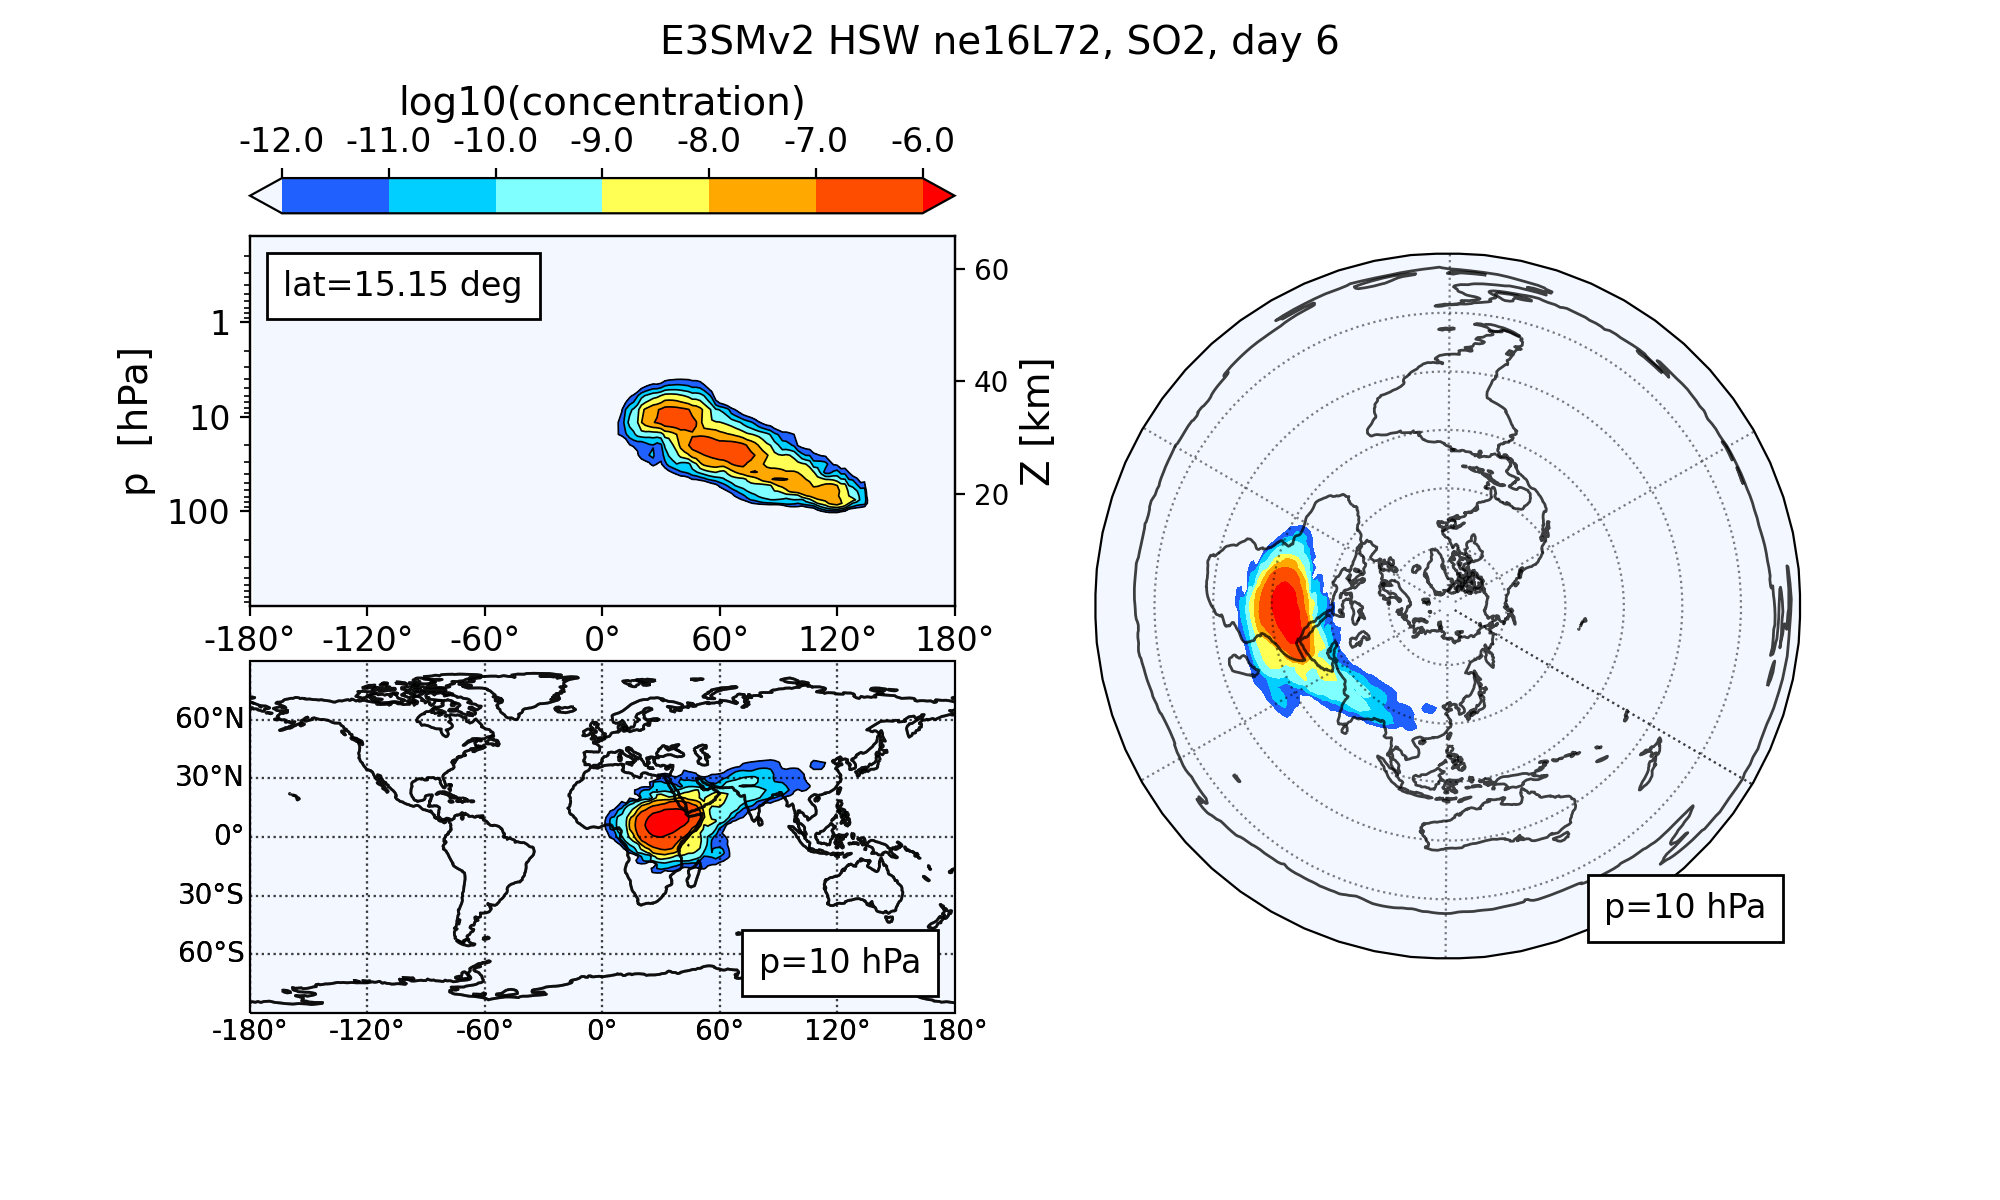 E3SMv2 HSW ne16L72, SO2, day 6
log10(concentration)
-12.0 -11.0 -10.0 -9.0 -8.0 -7.0 -6.0
lat=15.15 deg
p [hPa]
1
10
100
60
40
20
Z [km]
-180° -120° -60° 0° 60° 120° 180°
60°N
30°N
0°
30°S
60°S
p=10 hPa
-180° -120° -60° 0° 60° 120° 180°
p=10 hPa